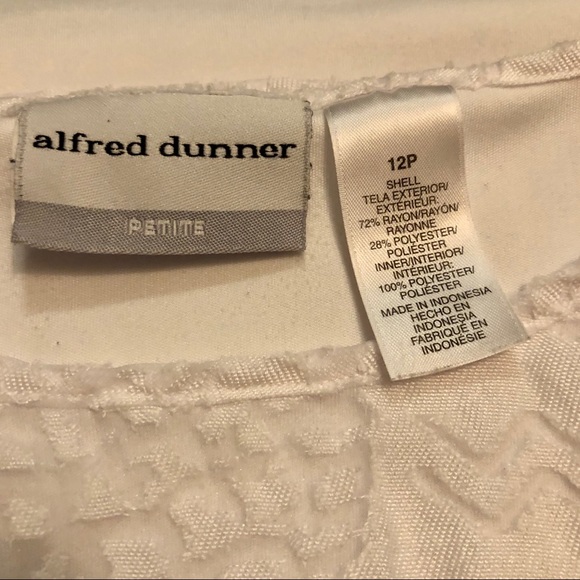 alfred dunner
PETITE
12P
SHELL
TELA EXTERIOR/
EXTÉRIEUR:
72% RAYON/RAYÓN/
RAYONNE
28% POLYESTER/
POLIÉSTER
INNER/INTERIOR/
INTÉRIEUR:
100% POLYESTER/
POLIÉSTER
MADE IN INDONESIA
HECHO EN
INDONESIA
FABRIQUÉ EN
INDONÉSIE